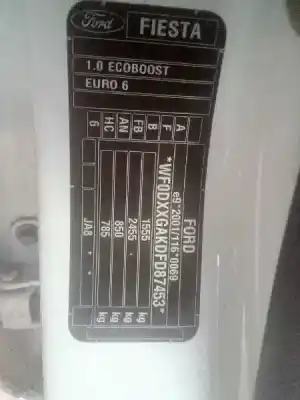 Ford
FIESTA
1.0 ECOBOOST
EURO 6
FORD
e9*2001/116*0069
*WF0DXXGAKDFD87453*
1555 kg
2455 kg
850 kg
785 kg
A
F
B
FB
AN
HC
6
JA8